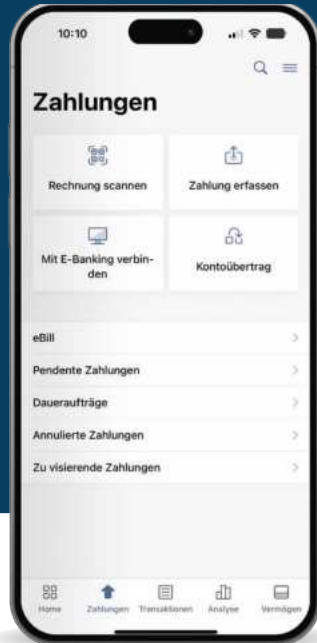 10:10
Zahlungen
Rechnung scannen
Zahlung erfassen
Mit E-Banking verbin-
den
Kontoübertrag
eBill
Pendente Zahlungen
Daueraufträge
Annulierte Zahlungen
Zu visierende Zahlungen
Home
Zahlungen
Transaktionen
Analyse
Vermögen